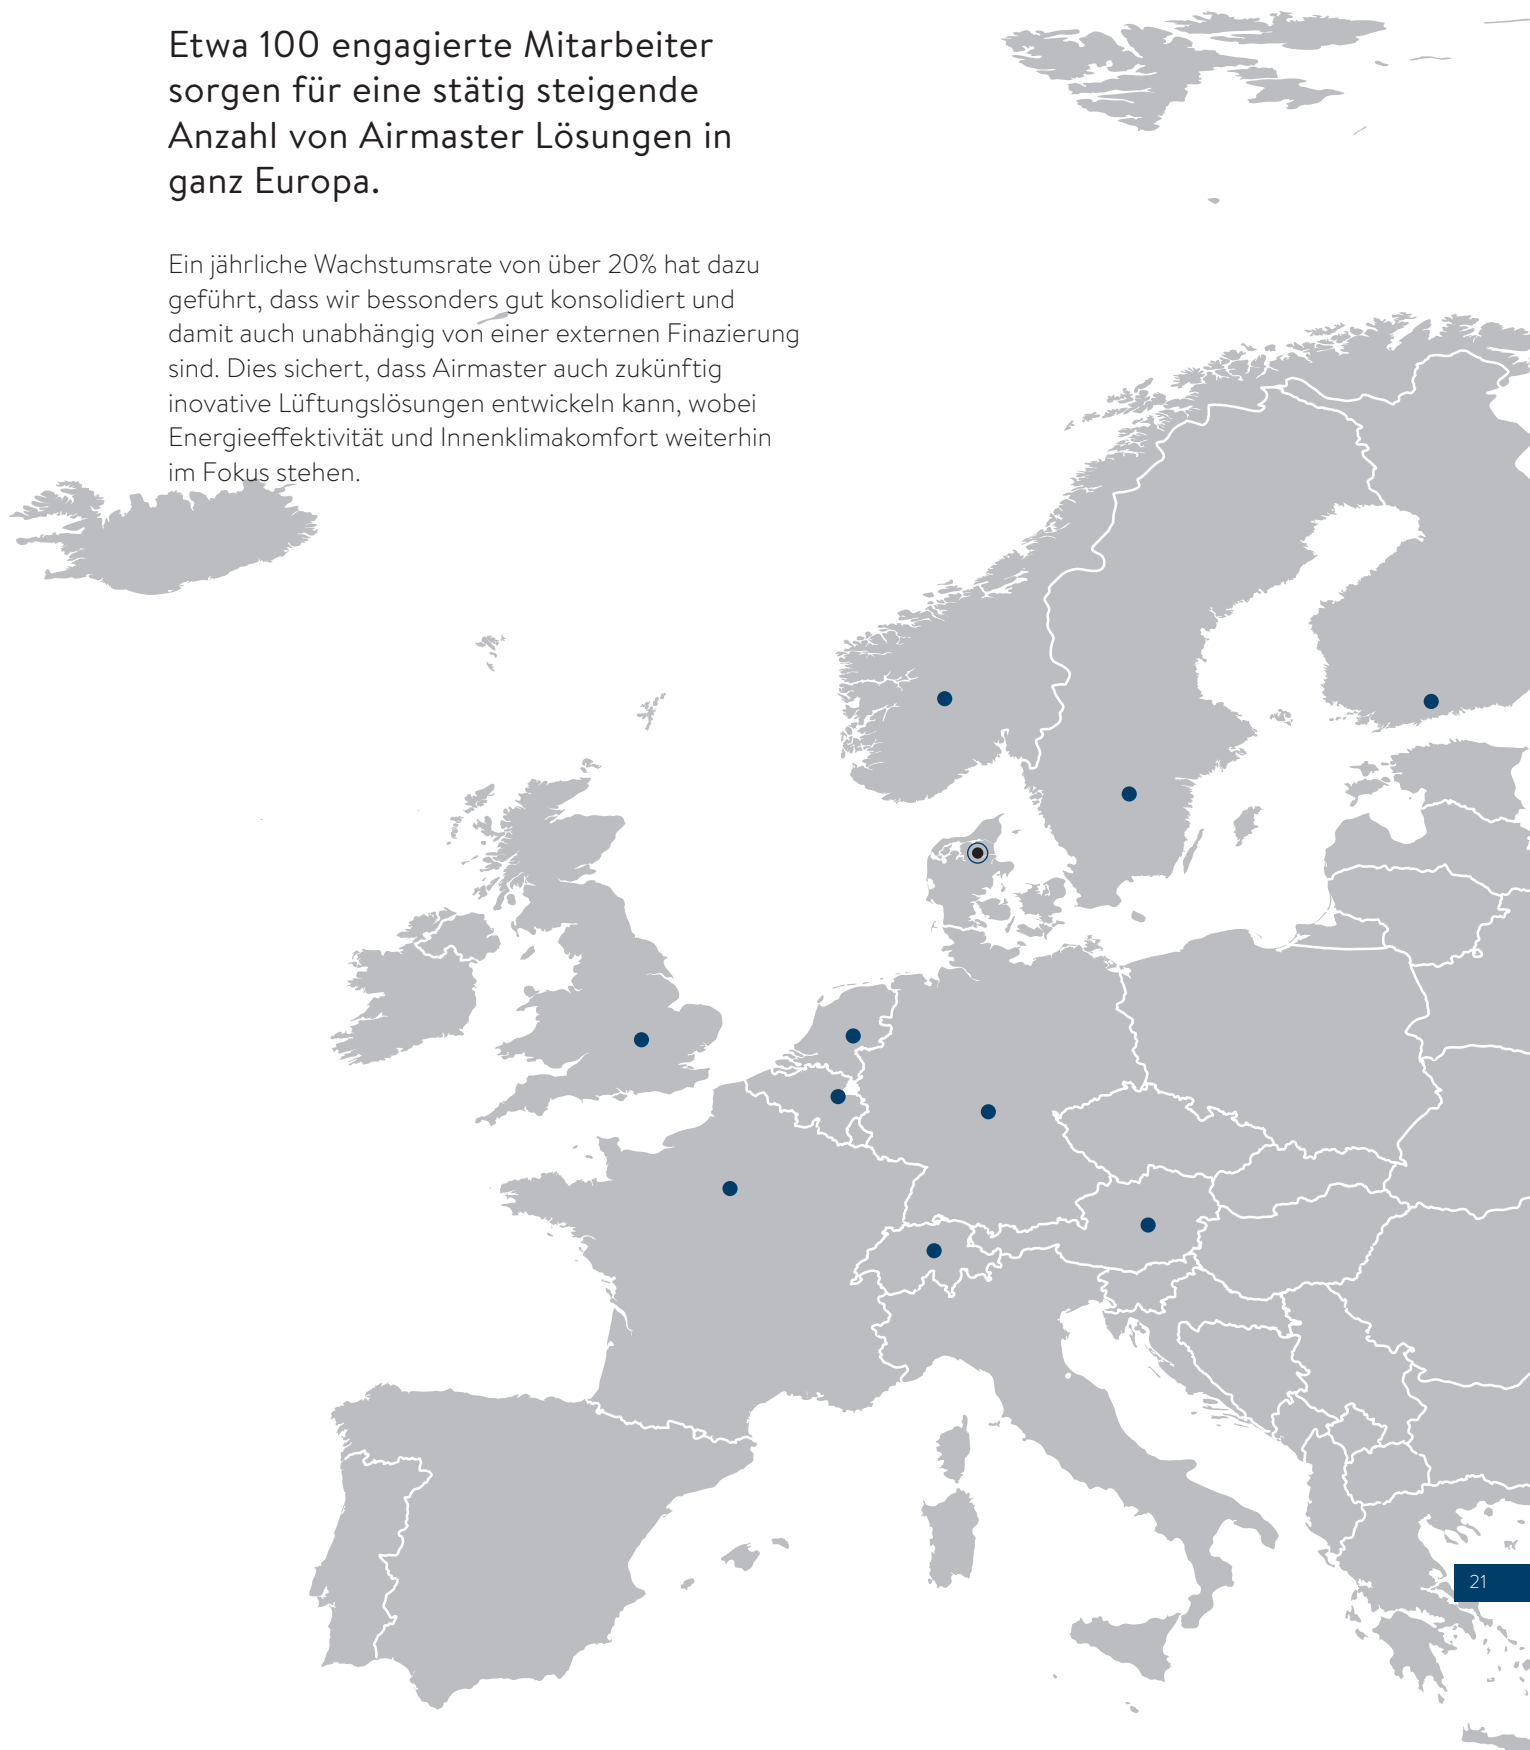 Etwa 100 engagierte Mitarbeiter
sorgen für eine stätig steigende
Anzahl von Airmaster Lösungen in
ganz Europa.
Ein jährliche Wachstumsrate von über 20% hat dazu
geführt, dass wir bessonders gut konsolidiert und
damit auch unabhängig von einer externen Finazierung
sind. Dies sichert, dass Airmaster auch zukünftig
inovative Lüftungslösungen entwickeln kann, wobei
Energieeffektivität und Innenklimakomfort weiterhin
im Fokus stehen.
21